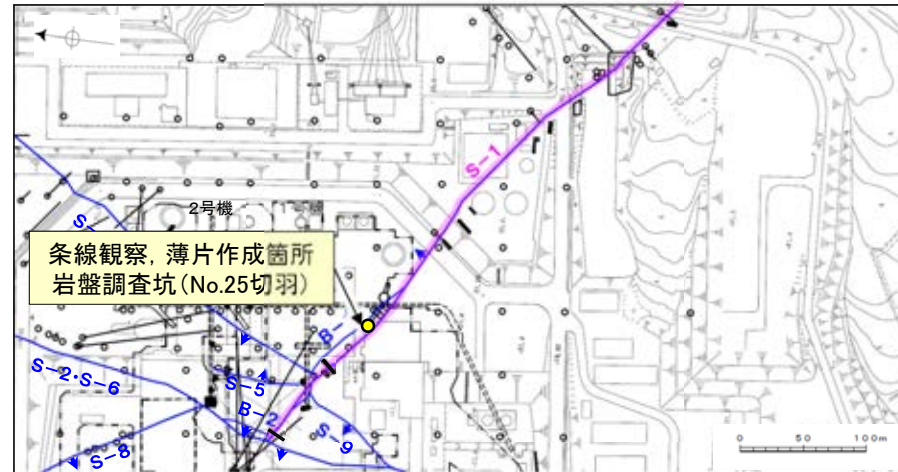 S-1
2号機
条線観察, 薄片作成箇所
岩盤調査坑(No.25切羽)
B-
S-2・S-6
S-5
B-2
S-9
S-8
0 50 100m